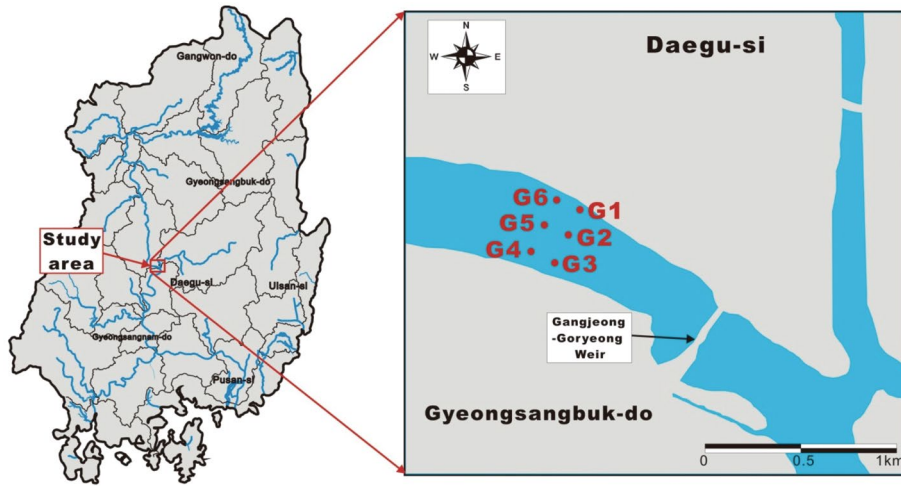 Gangwon-do
Gyeongsangbuk-do
Study
area
Daegu-si
Ulsan-si
Gyeongsangnam-do
Pusan-si
N
W E
S
Daegu-si
G6
G1
G5
G2
G4
G3
Gangjeong
-Goryeong
Weir
Gyeongsangbuk-do
0 0.5 1km